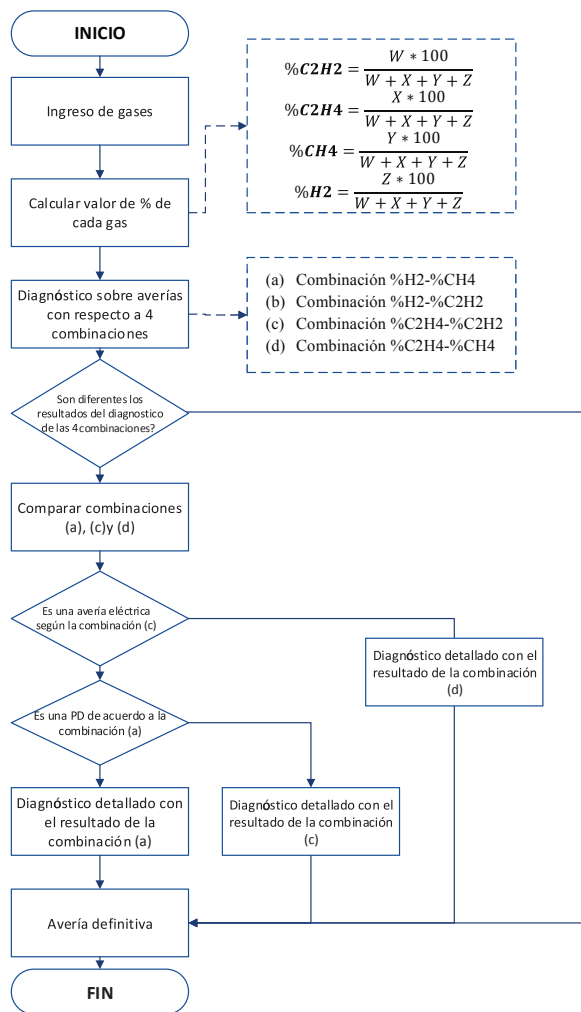 INICIO
Ingreso de gases
%C2H2 = W * 100 / W + X + Y + Z
%C2H4 = X * 100 / W + X + Y + Z
%CH4 = Y * 100 / W + X + Y + Z
%H2 = Z * 100 / W + X + Y + Z
Calcular valor de % de
cada gas
Diagnóstico sobre averías
con respecto a 4
combinaciones
(a) Combinación %H2-%CH4
(b) Combinación %H2-%C2H2
(c) Combinación %C2H4-%C2H2
(d) Combinación %C2H4-%CH4
Son diferentes los
resultados del diagnostico
de las 4 combinaciones?
Comparar combinaciones
(a), (c)y (d)
Es una avería eléctrica
según la combinación (c)
Diagnóstico detallado con el
resultado de la combinación
(d)
Es una PD de acuerdo a la
combinación (a)
Diagnóstico detallado con
el resultado de la
combinación (a)
Diagnóstico detallado con el
resultado de la combinación
(c)
Avería definitiva
FIN